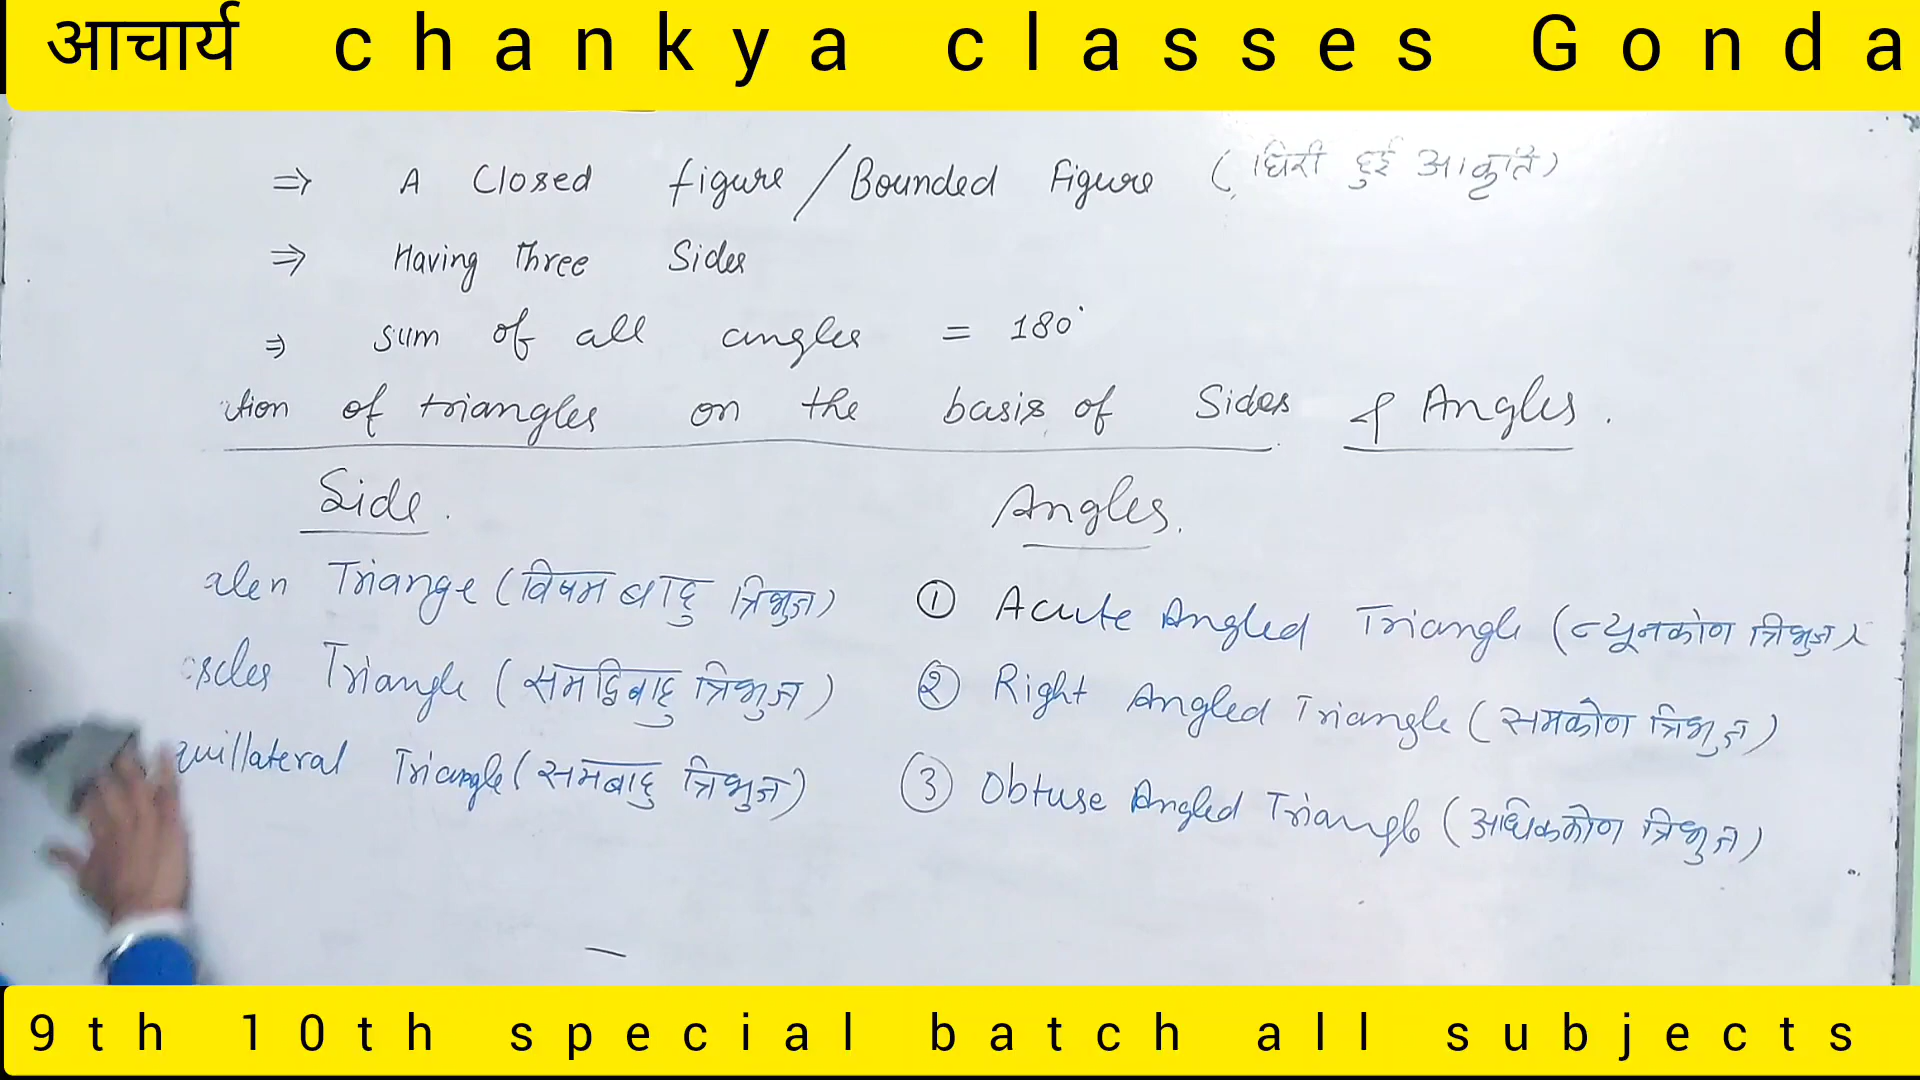 आचार्य chankya classes Gonda
⇒ A Closed figure / Bounded Figure (घिरी हुई आकृति)
⇒ Having Three Sides
⇒ sum of all angles = 180°
tion of triangles on the basis of Sides & Angles.
Side.
Angles.
alen Triange (विषमबाहु त्रिभुज)
① Acute Angled Triangle (न्यूनकोण त्रिभुज)
scles Triangle (समद्विबाहु त्रिभुज)
② Right Angled Triangle (समकोण त्रिभुज)
quillateral Triangle (समबाहु त्रिभुज)
③ Obtuse Angled Triangle (अधिककोण त्रिभुज)
9th 10th special batch all subjects